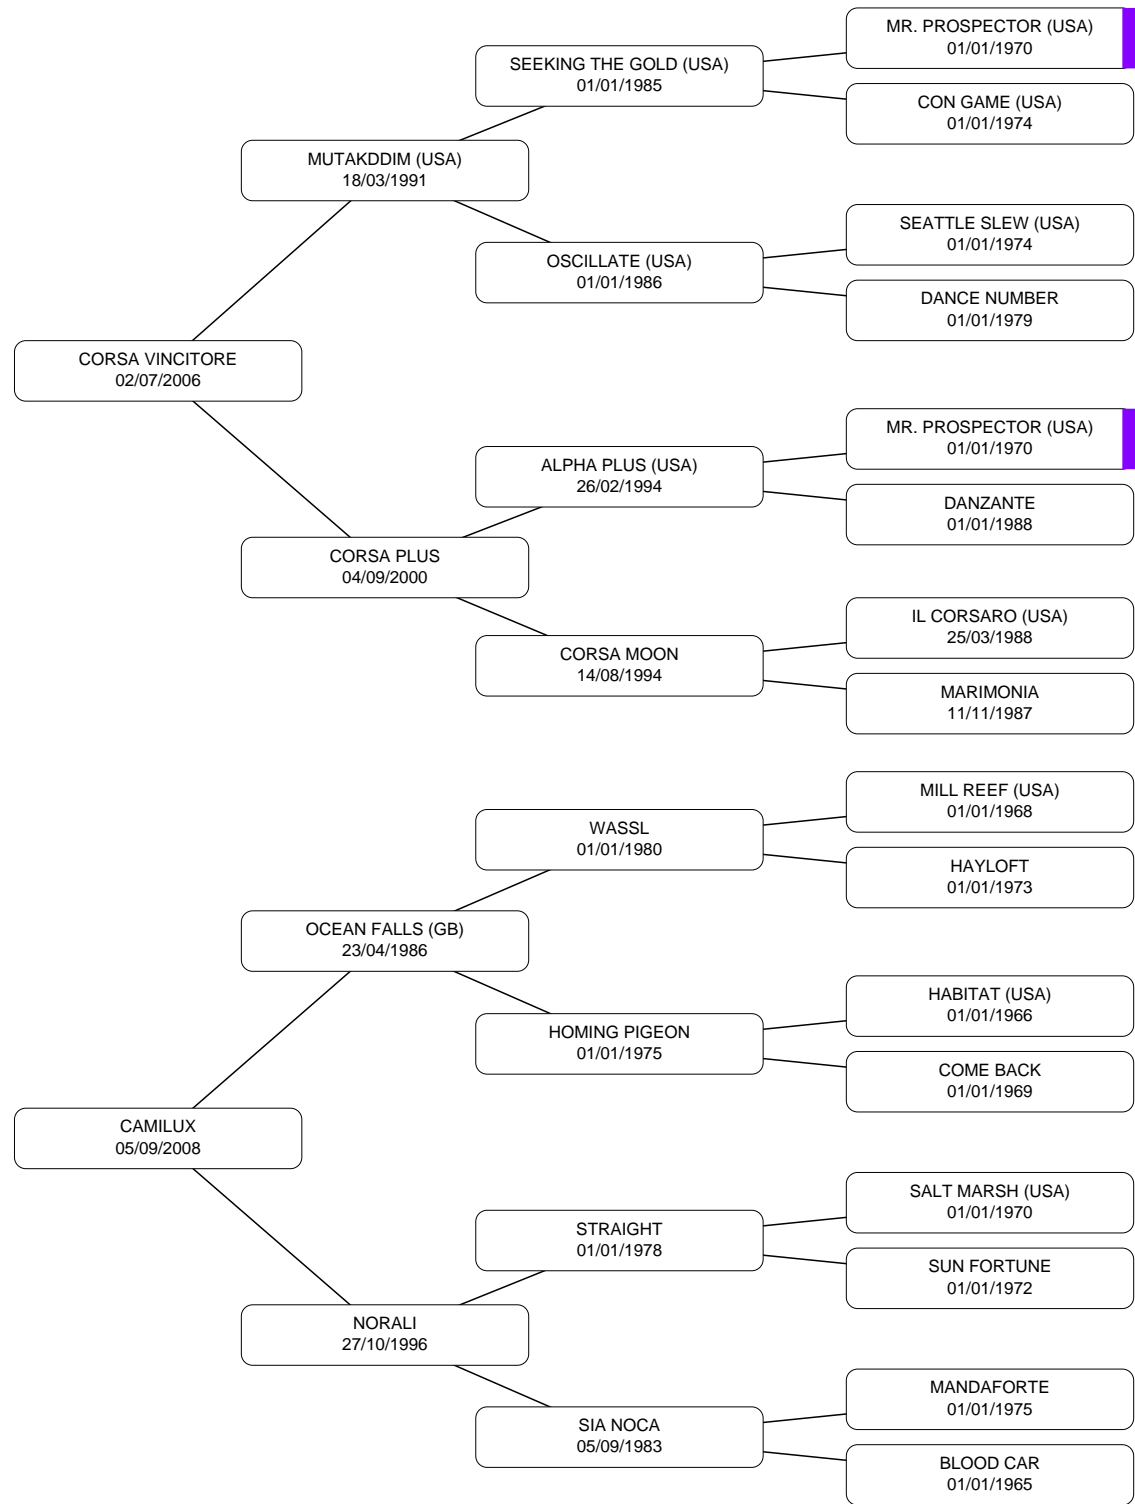 MR. PROSPECTOR (USA)
01/01/1970
SEEKING THE GOLD (USA)
01/01/1985
CON GAME (USA)
01/01/1974
MUTAKDDIM (USA)
18/03/1991
SEATTLE SLEW (USA)
01/01/1974
OSCILLATE (USA)
01/01/1986
DANCE NUMBER
01/01/1979
CORSA VINCITORE
02/07/2006
MR. PROSPECTOR (USA)
01/01/1970
ALPHA PLUS (USA)
26/02/1994
DANZANTE
01/01/1988
CORSA PLUS
04/09/2000
IL CORSARO (USA)
25/03/1988
CORSA MOON
14/08/1994
MARIMONIA
11/11/1987
MILL REEF (USA)
01/01/1968
WASSL
01/01/1980
HAYLOFT
01/01/1973
OCEAN FALLS (GB)
23/04/1986
HABITAT (USA)
01/01/1966
HOMING PIGEON
01/01/1975
COME BACK
01/01/1969
CAMILUX
05/09/2008
SALT MARSH (USA)
01/01/1970
STRAIGHT
01/01/1978
SUN FORTUNE
01/01/1972
NORALI
27/10/1996
MANDAFORTE
01/01/1975
SIA NOCA
05/09/1983
BLOOD CAR
01/01/1965